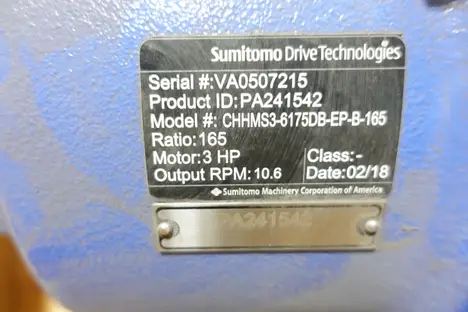 Sumitomo Drive Technologies
Serial #:VA0507215
Product ID:PA241542
Model #: CHHMS3-6175DB-EP-B-165
Ratio:165
Motor:3 HP Class:-
Output RPM:10.6 Date:02/18
Sumitomo Machinery Corporation of America
PA241542